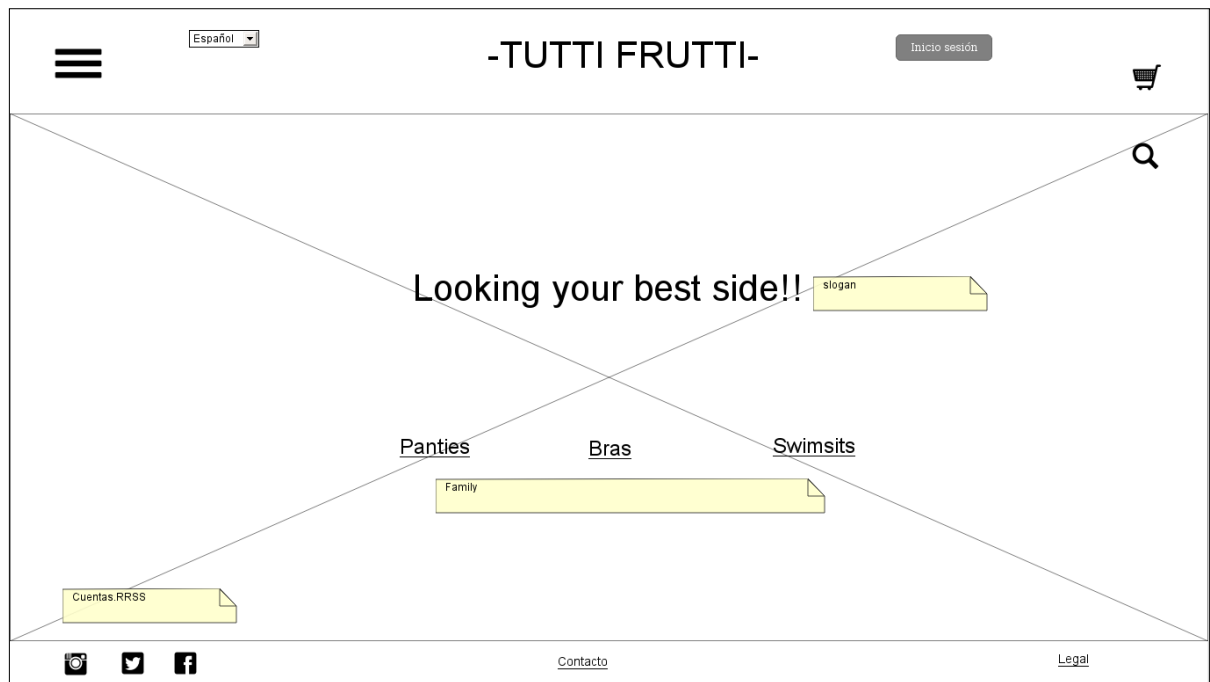 Español
-TUTTI FRUTTI-
Inicio sesión
Looking your best side!!
slogan
Panties
Bras
Swimsits
Family
Cuentas.RRSS
Contacto
Legal